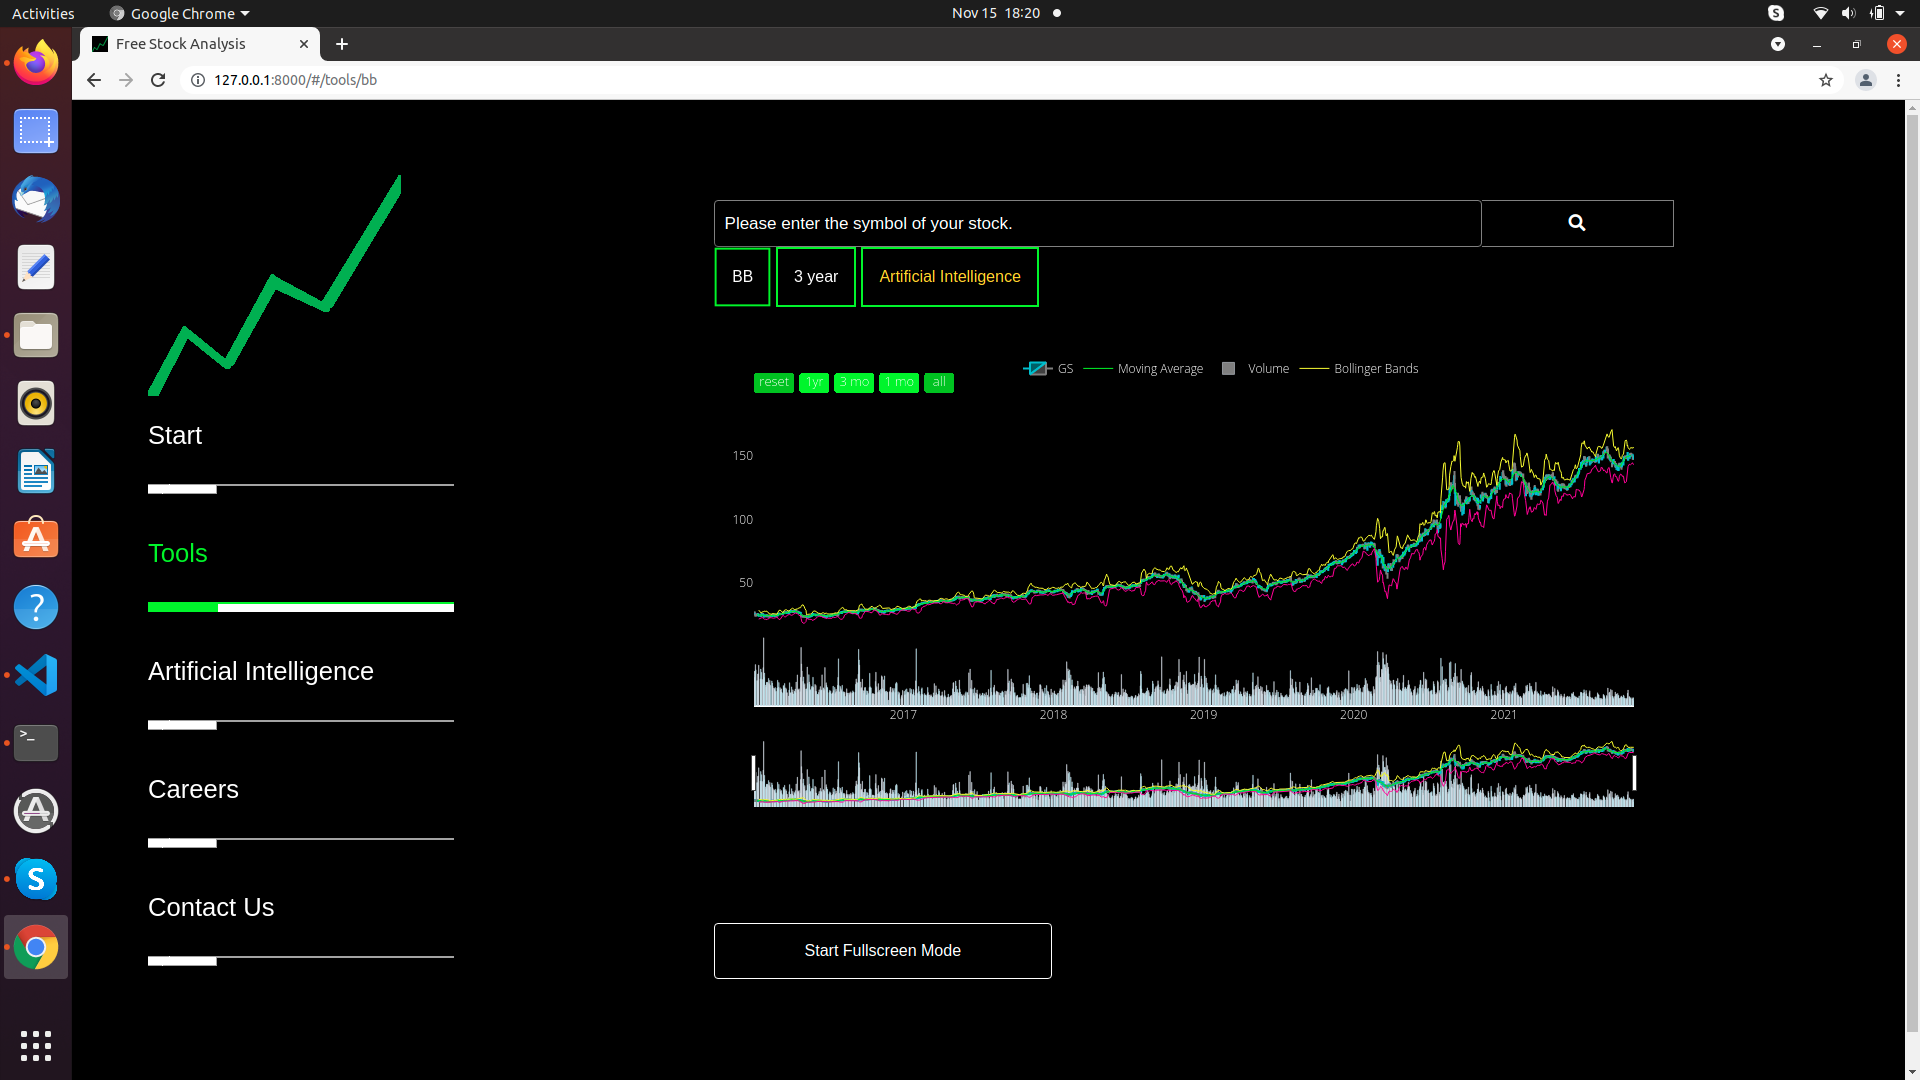 Activities
Google Chrome
Nov 15 18:20
S
Free Stock Analysis
127.0.0.1:8000/#/tools/bb
Please enter the symbol of your stock.
BB
3 year
Artificial Intelligence
Start
Tools
Artificial Intelligence
Careers
Contact Us
reset
1yr
3 mo
1 mo
all
GS
Moving Average
Volume
Bollinger Bands
150
100
50
2017
2018
2019
2020
2021
Start Fullscreen Mode
?
>_
S